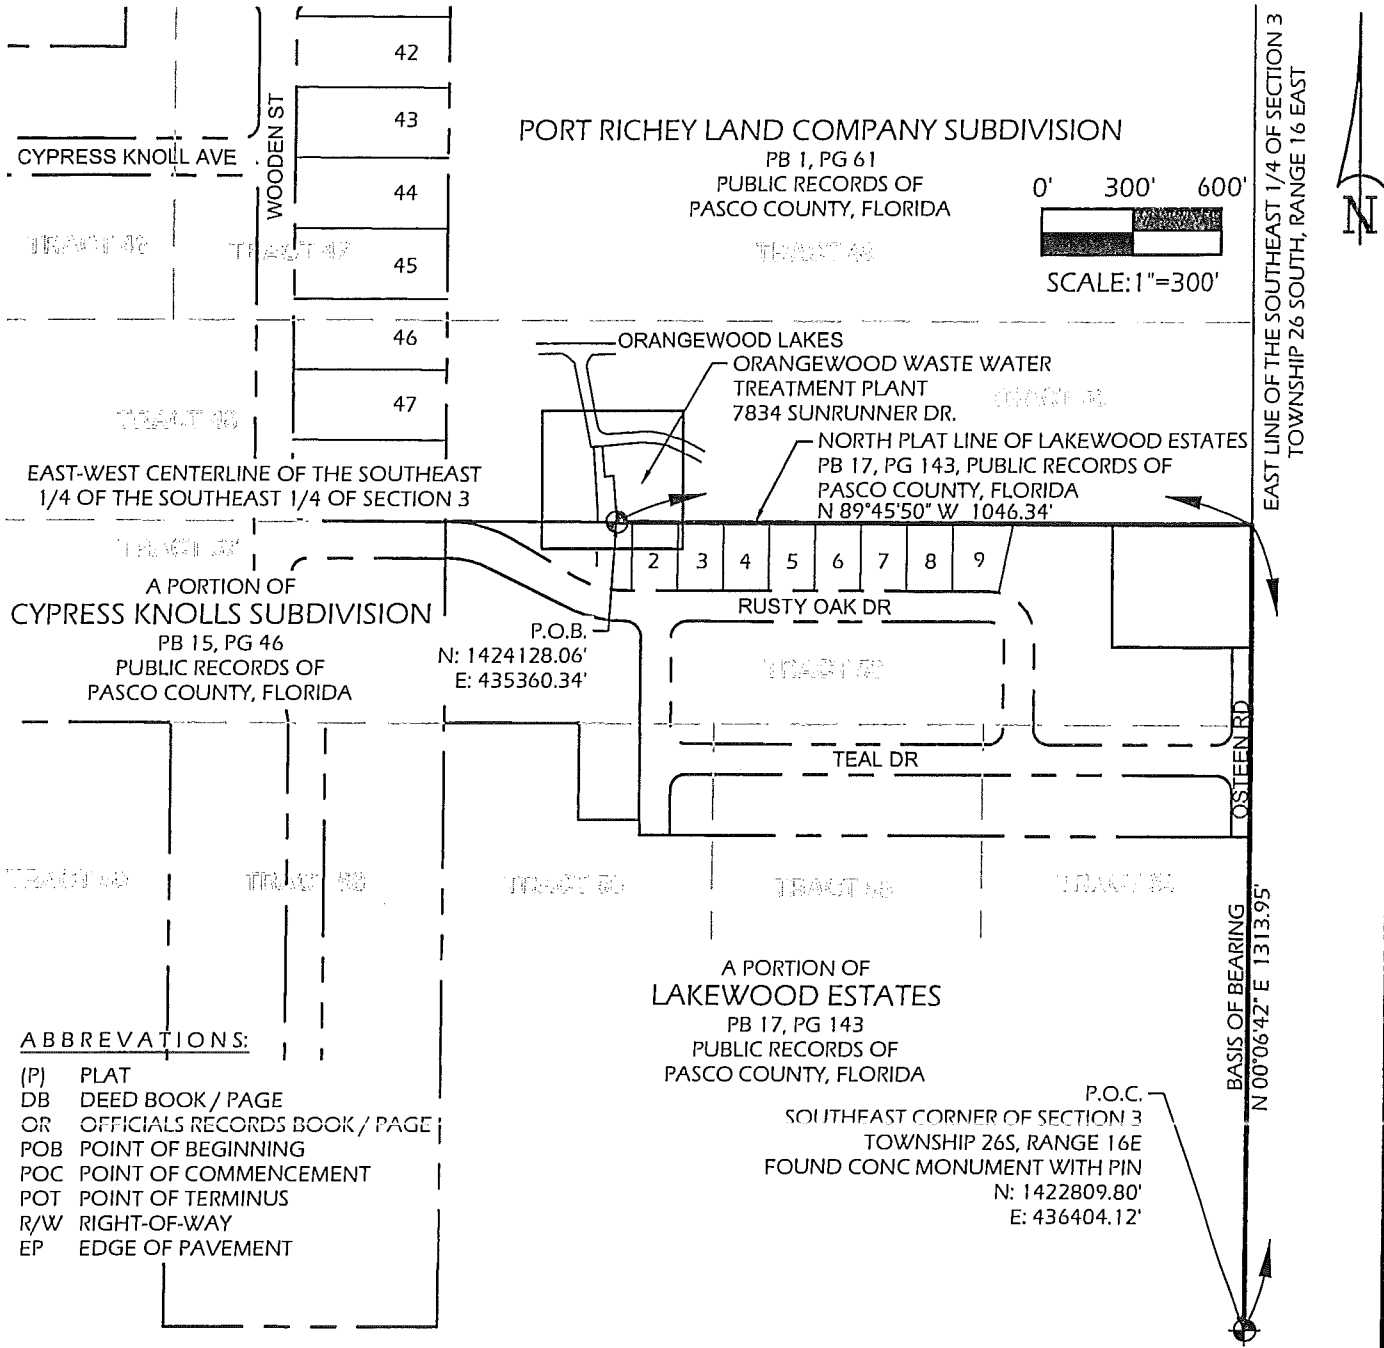 42
43
44
45
46
47
WOODEN ST
CYPRESS KNOLL AVE
PORT RICHEY LAND COMPANY SUBDIVISION
PB 1, PG 61
PUBLIC RECORDS OF
PASCO COUNTY, FLORIDA
0' 300' 600'
SCALE:1"=300'
EAST LINE OF THE SOUTHEAST 1/4 OF SECTION 3
TOWNSHIP 26 SOUTH, RANGE 16 EAST
N
TRACT 47
ORANGEWOOD LAKES
ORANGEWOOD WASTE WATER
TREATMENT PLANT
7834 SUNRUNNER DR.
NORTH PLAT LINE OF LAKEWOOD ESTATES
PB 17, PG 143, PUBLIC RECORDS OF
PASCO COUNTY, FLORIDA
N 89°45'50" W 1046.34'
EAST-WEST CENTERLINE OF THE SOUTHEAST
1/4 OF THE SOUTHEAST 1/4 OF SECTION 3
A PORTION OF
CYPRESS KNOLLS SUBDIVISION
PB 15, PG 46
PUBLIC RECORDS OF
PASCO COUNTY, FLORIDA
1 2 3 4 5 6 7 8 9
RUSTY OAK DR
P.O.B.
N: 1424128.06'
E: 435360.34'
TEAL DR
OSTEEN RD
A PORTION OF
LAKEWOOD ESTATES
PB 17, PG 143
PUBLIC RECORDS OF
PASCO COUNTY, FLORIDA
BASIS OF BEARING
N 00°06'42" E 1313.95'
P.O.C.
SOUTHEAST CORNER OF SECTION 3
TOWNSHIP 26S, RANGE 16E
FOUND CONC MONUMENT WITH PIN
N: 1422809.80'
E: 436404.12'
ABBREVATIONS:
(P) PLAT
DB DEED BOOK / PAGE
OR OFFICIALS RECORDS BOOK / PAGE
POB POINT OF BEGINNING
POC POINT OF COMMENCEMENT
POT POINT OF TERMINUS
R/W RIGHT-OF-WAY
EP EDGE OF PAVEMENT